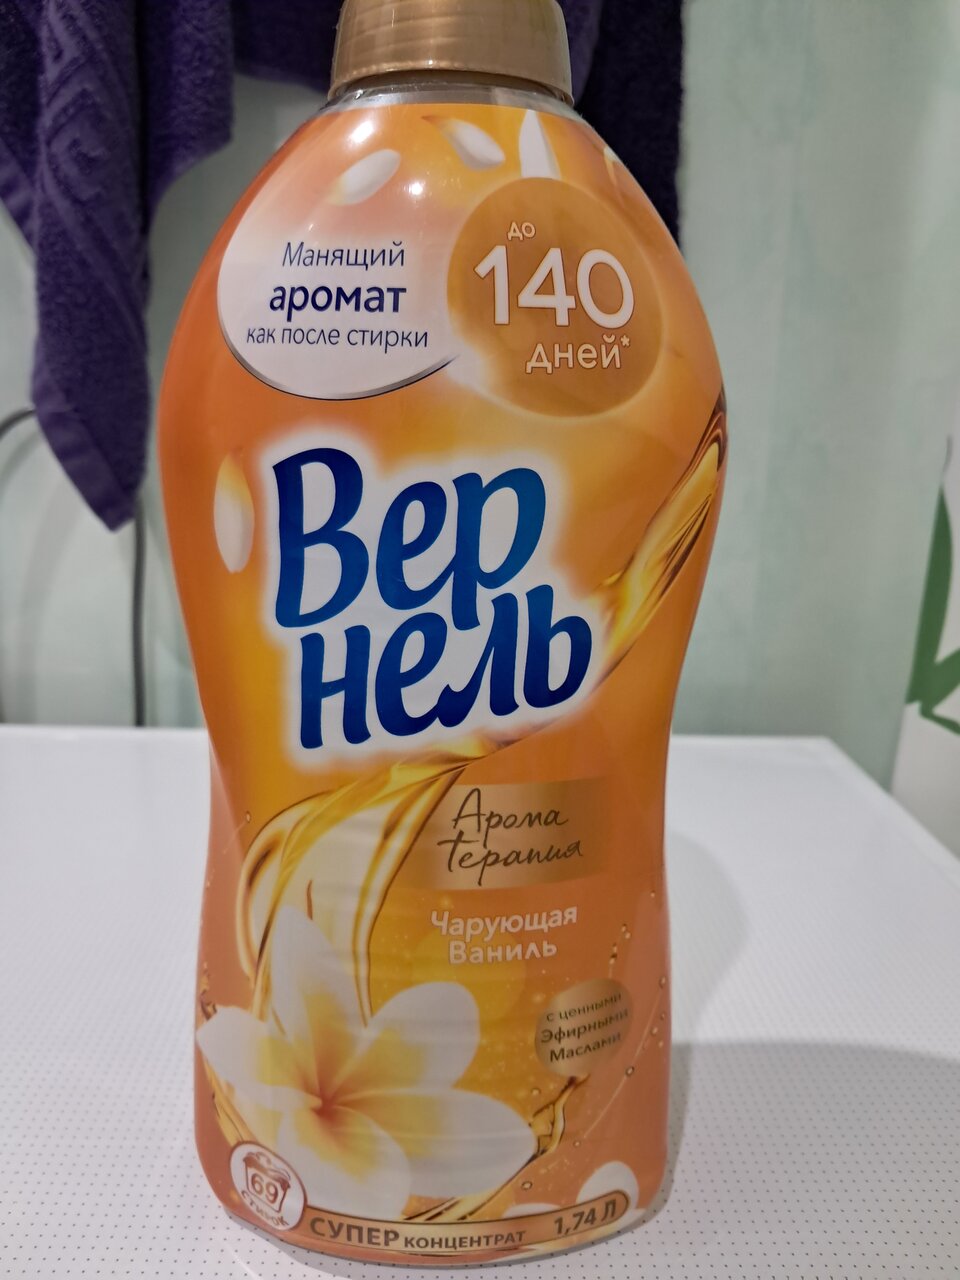 Манящий
аромат
как после стирки
до
140
дней*
Вер
нель
Арома
терапия
Чарующая
Ваниль
с ценными
Эфирными
Маслами
69
СТИРОК
СУПЕР КОНЦЕНТРАТ 1,74 Л